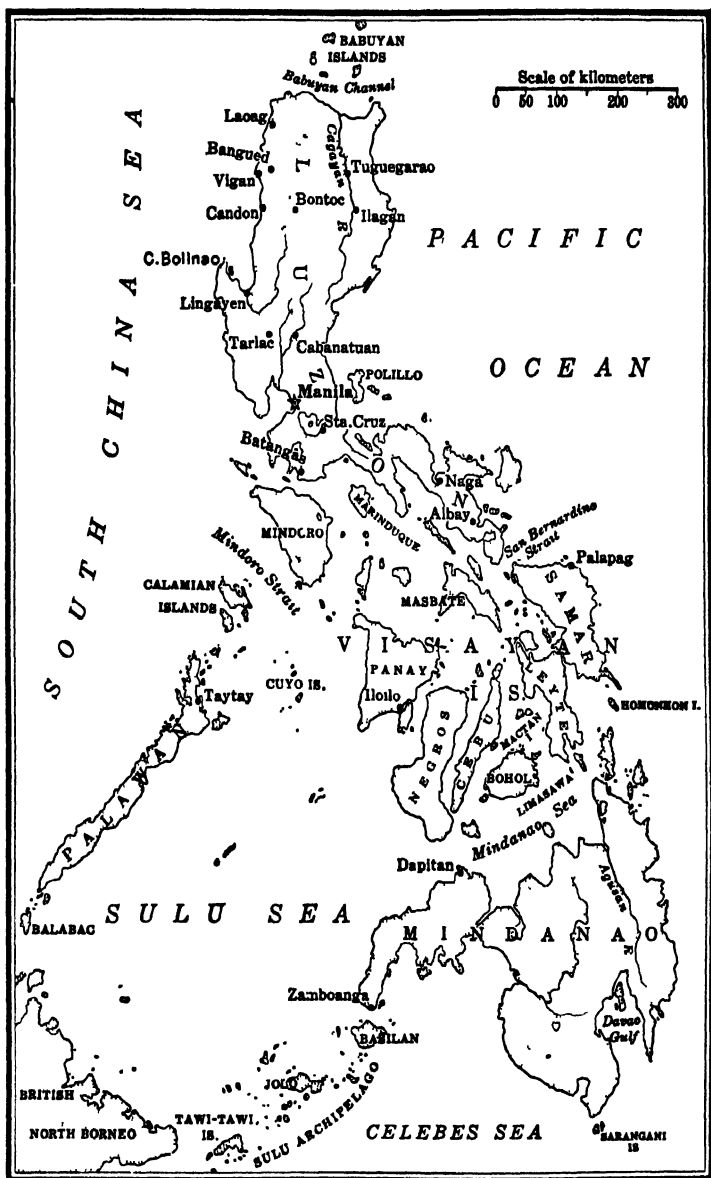 BABUYAN
ISLANDS
Babuyan Channel
Scale of kilometers
0 50 100 200 300
Laoag
Bangued
Vigan
Candon
Bontoc
Cagayan R
Tuguegarao
Ilagan
LUZON
SOUTH CHINA SEA
PACIFIC
OCEAN
C. Bolinao
Lingayen
Tarlac
Cabanatuan
POLILLO
Manila
Sta. Cruz
Batangas
Naga
Albay
MARINDUQUE
MINDORO
Mindoro Strait
San Bernardino
Strait
Palapag
SAMAR
CALAMIAN
ISLANDS
MASBATE
VISAYAN
IS.
PANAY
Iloilo
CUYO IS.
Taytay
PALAWAN
NEGROS
CEBU
MACTAN
I.
LEYTE
HOMONHON I.
BOHOL
LIMASAWA
Mindanao Sea
Dapitan
Agusan
R
SULU SEA
BALABAC
MINDANAO
Zamboanga
Davao
Gulf
BASILAN
JOLO
BRITISH
NORTH BORNEO
TAWI-TAWI
IS.
SULU ARCHIPELAGO
CELEBES SEA
SARANGANI
IS